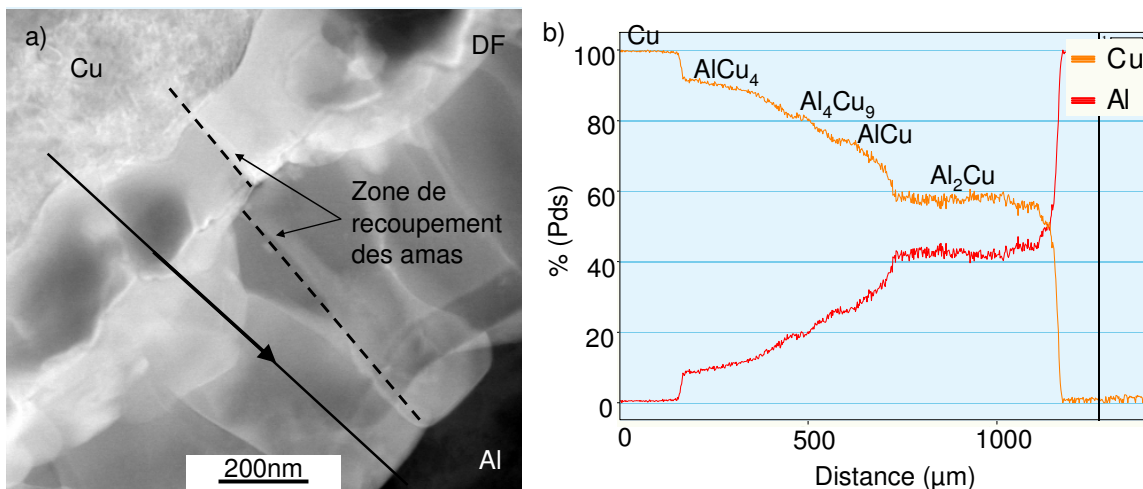 a)
Cu
DF
Zone de
recoupement
des amas
200nm
Al
b)
Cu
AlCu₄
Al₄Cu₉
AlCu
Al₂Cu
Cu
Al
100
80
60
40
20
0
% (Pds)
0
500
1000
Distance (μm)